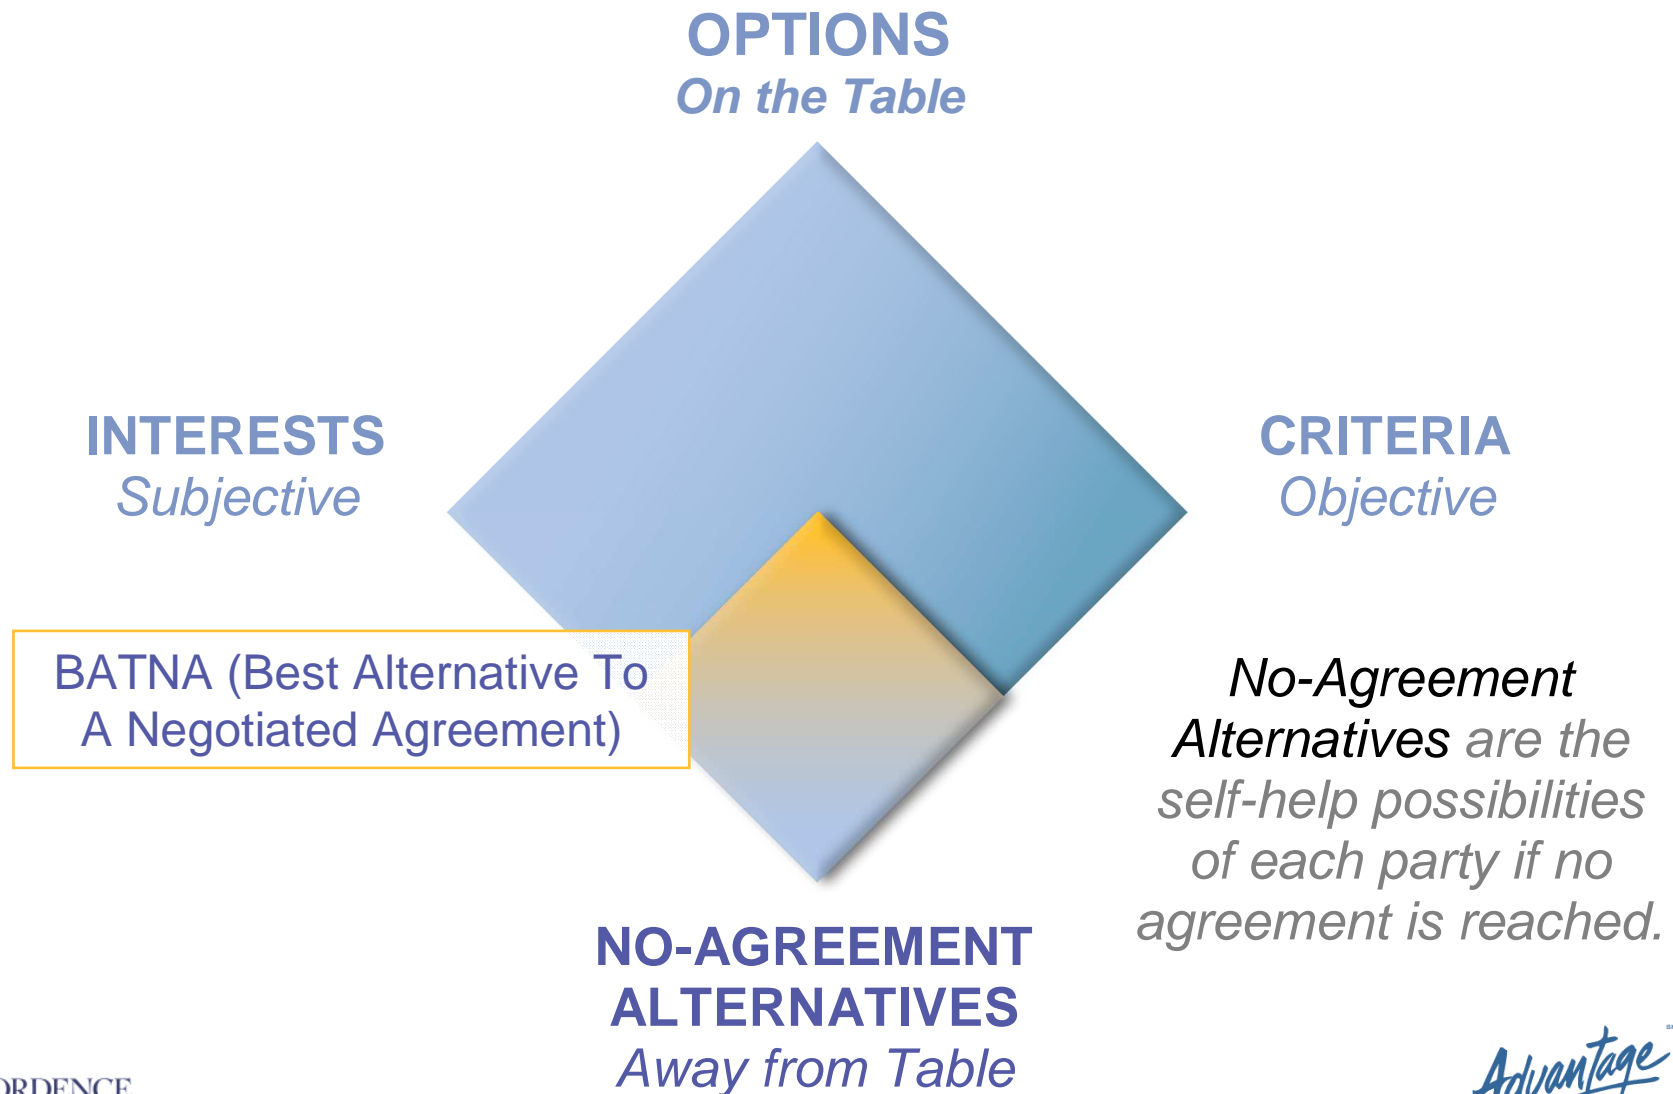 OPTIONS
On the Table
INTERESTS
Subjective
CRITERIA
Objective
BATNA (Best Alternative To
A Negotiated Agreement)
No-Agreement
Alternatives are the
self-help possibilities
of each party if no
agreement is reached.
NO-AGREEMENT
ALTERNATIVES
Away from Table
Advantage